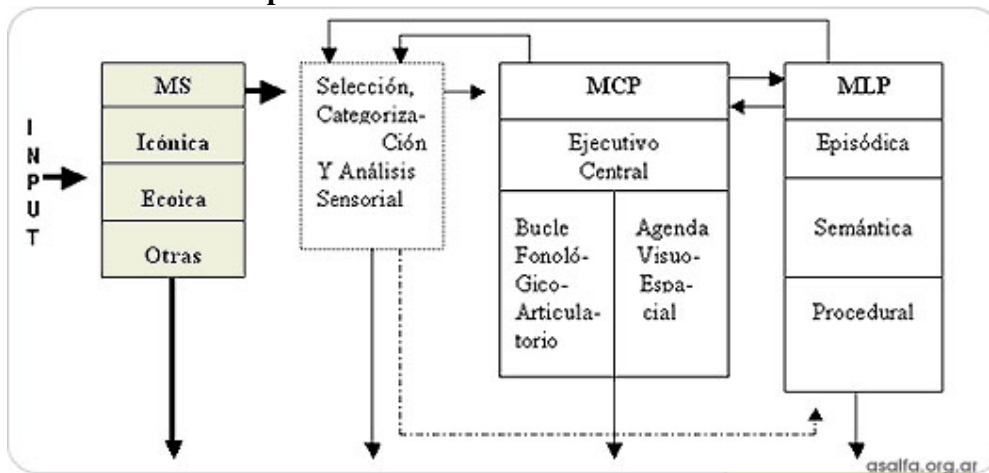 INPUT
MS
Icónica
Ecoica
Otras
Selección,
Categoriza-
Ción
Y Análisis
Sensorial
MCP
Ejecutivo
Central
Bucle
Fonoló-
Gico-
Articula-
torio
Agenda
Visuo-
Espa-
cial
MLP
Episódica
Semántica
Procedural
asalfa.org.ar